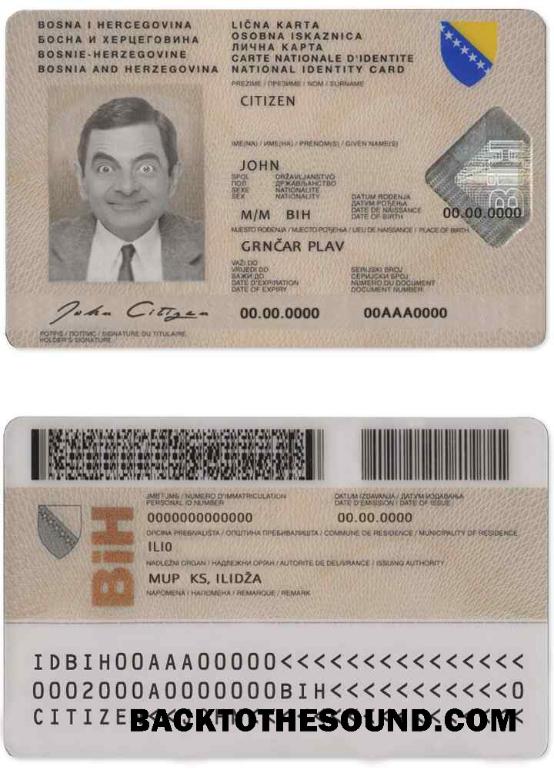 BOSNA I HERCEGOVINA
БОСНА И ХЕРЦЕГОВИНА
BOSNIE-HERZEGOVINE
BOSNIA AND HERZEGOVINA
LIČNA KARTA
OSOBNA ISKAZNICA
ЛИЧНА КАРТА
CARTE NATIONALE D'IDENTITE
NATIONAL IDENTITY CARD
PREZIME / ПРЕЗИМЕ / NOM / SURNAME
CITIZEN
IME(NA) / ИМЕ(НА) / PRENOM(S) / GIVEN NAME(S)
JOHN
SPOL
ПОЛ
SEXE
SEX
DRŽAVLJANSTVO
ДРЖАВЉАНСТВО
NATIONALITE
NATIONALITY
DATUM ROĐENJA
ДАТУМ РОЂЕЊА
DATE DE NAISSANCE
DATE OF BIRTH
M/M BIH
00.00.0000
BiH
MJESTO ROĐENJA / МЈЕСТО РОЂЕЊА / LIEU DE NAISSANCE / PLACE OF BIRTH
GRNČAR PLAV
VAŽI DO
VRIJEDI DO
ВАЖИ ДО
DATE D'EXPIRATION
DATE OF EXPIRY
SERIJSKI BROJ
СЕРИЈСКИ БРОЈ
NUMERO DU DOCUMENT
DOCUMENT NUMBER
00.00.0000
00AAA0000
John Citizen
POTPIS / ПОТПИС / SIGNATURE DU TITULAIRE
HOLDER'S SIGNATURE
JMBG / NUMERO D'IMMATRICULATION
PERSONAL ID NUMBER
DATUM IZDAVANJA / ДАТУМ ИЗДАВАЊА
DATE D'EMISSION / DATE OF ISSUE
0000000000000
00.00.0000
OPĆINA PREBIVALIŠTA / ОПШТИНА ПРЕБИВАЛИШТА / COMMUNE DE RESIDENCE / MUNICIPALITY OF RESIDENCE
ILI0
NADLEŽNI ORGAN / НАДЛЕЖНИ ОРГАН / AUTORITE DE DELIVRANCE / ISSUING AUTHORITY
MUP KS, ILIDŽA
NAPOMENA / НАПОМЕНА / REMARQUE / REMARK
BiH
IDBIH00AAA00000<<<<<<<<<<<<<<<
0002000A0000000BIH<<<<<<<<<<<0
BACKTOTHESOUND.COM